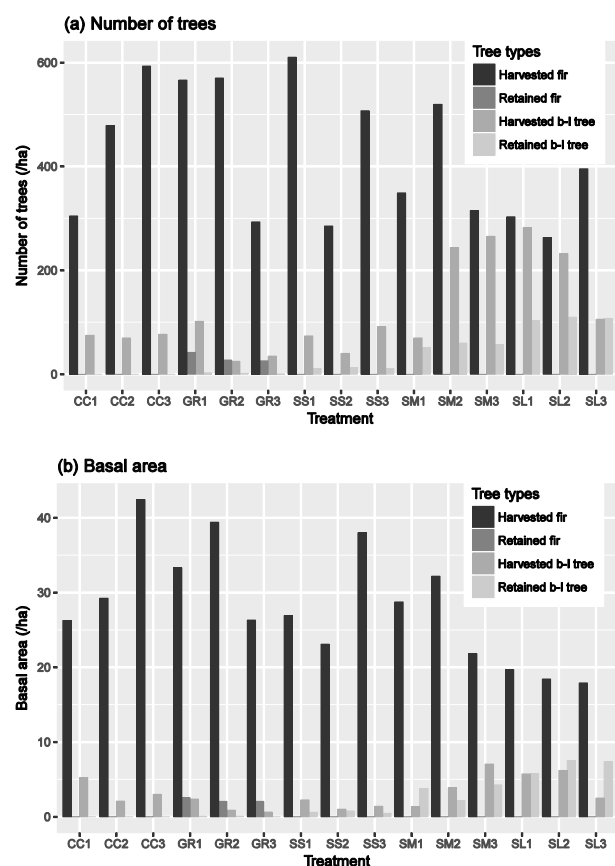 (a) Number of trees
Tree types
Harvested fir
Retained fir
Harvested b-l tree
Retained b-l tree
600
400
200
0
Number of trees (/ha)
CC1 CC2 CC3 GR1 GR2 GR3 SS1 SS2 SS3 SM1 SM2 SM3 SL1 SL2 SL3
Treatment
(b) Basal area
Tree types
Harvested fir
Retained fir
Harvested b-l tree
Retained b-l tree
40
30
20
10
0
Basal area (/ha)
CC1 CC2 CC3 GR1 GR2 GR3 SS1 SS2 SS3 SM1 SM2 SM3 SL1 SL2 SL3
Treatment